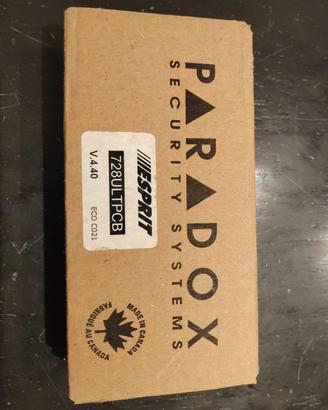 PARADOX
SECURITY SYSTEMS
ESPRIT
728ULTPCB
V.4.40
ECO C021
MADE IN CANADA
FABRIQUÉ AU CANADA